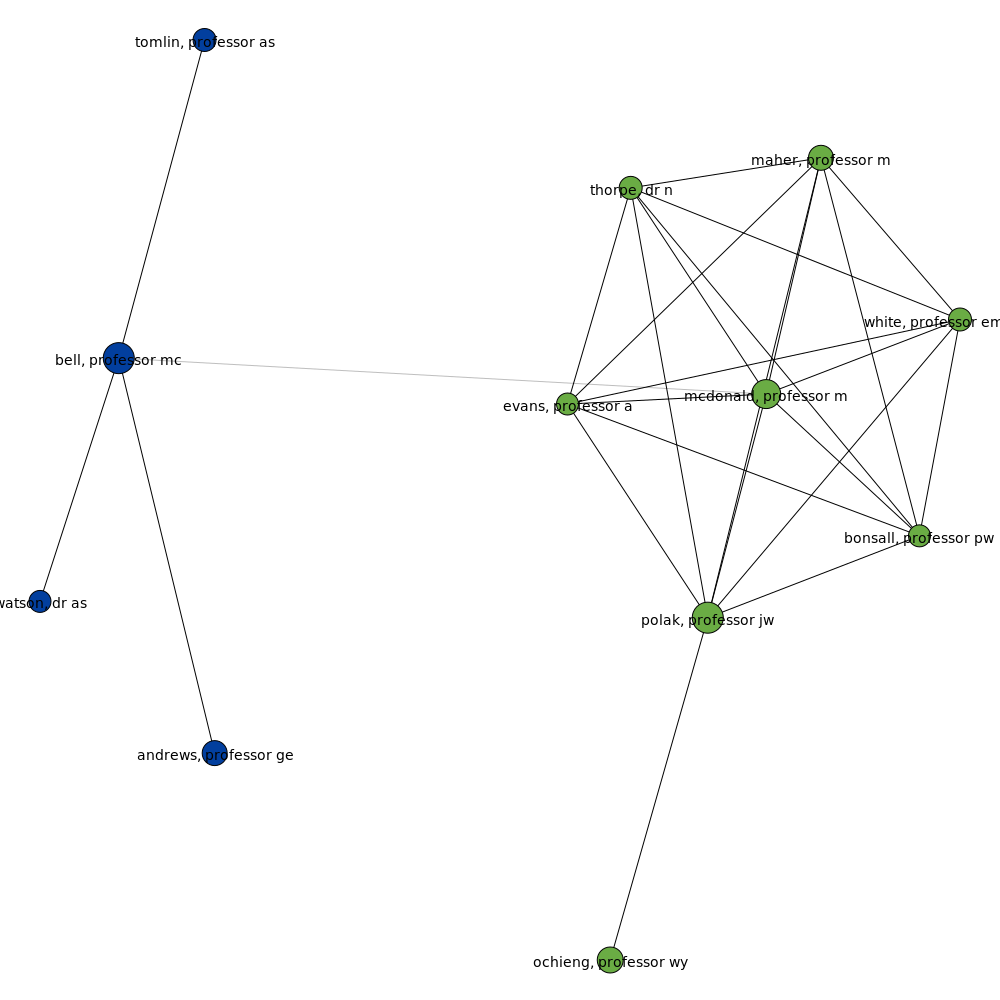 tomlin, professor as
maher, professor m
thorpe, dr n
white, professor em
bell, professor mc
mcdonald, professor m
evans, professor a
bonsall, professor pw
watson, dr as
polak, professor jw
andrews, professor ge
ochieng, professor wy